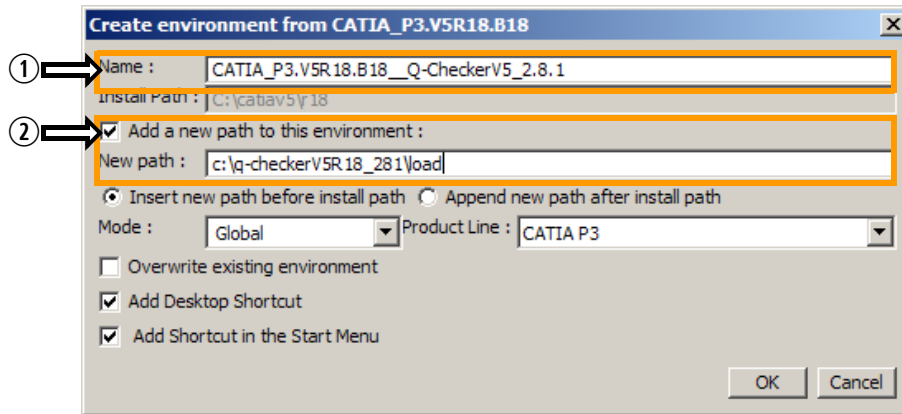 Create environment from CATIA_P3.V5R18.B18
① Name : CATIA_P3.V5R18.B18__Q-CheckerV5_2.8.1
Install Path : C:\catiav5\r18
② Add a new path to this environment :
New path : c:\q-checkerV5R18_281\load
Insert new path before install path Append new path after install path
Mode : Global Product Line : CATIA P3
Overwrite existing environment
Add Desktop Shortcut
Add Shortcut in the Start Menu
OK Cancel